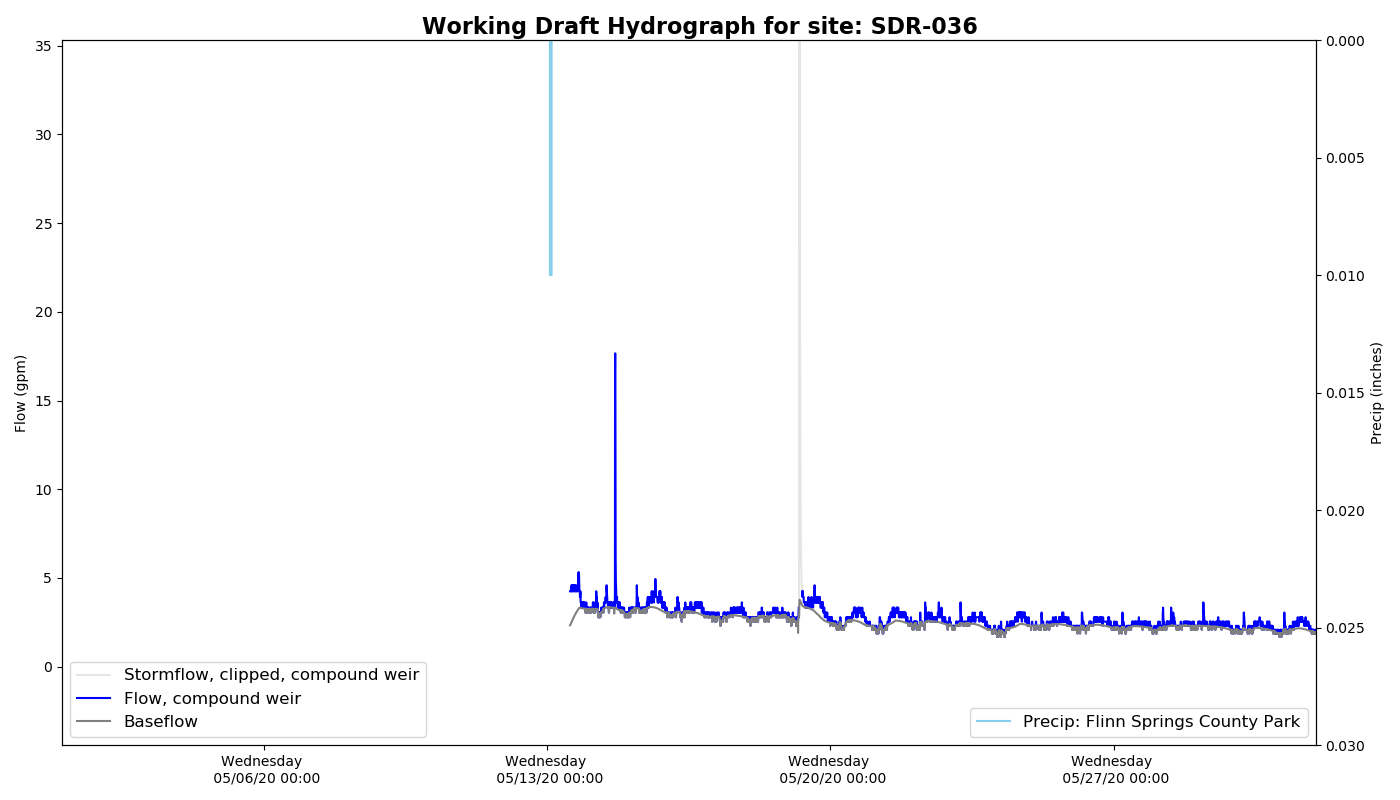 Working Draft Hydrograph for site: SDR-036
35
30
25
20
15
10
5
0
Flow (gpm)
0.000
0.005
0.010
0.015
0.020
0.025
0.030
Precip (inches)
Stormflow, clipped, compound weir
Flow, compound weir
Baseflow
Precip: Flinn Springs County Park
Wednesday
05/06/20 00:00
Wednesday
05/13/20 00:00
Wednesday
05/20/20 00:00
Wednesday
05/27/20 00:00